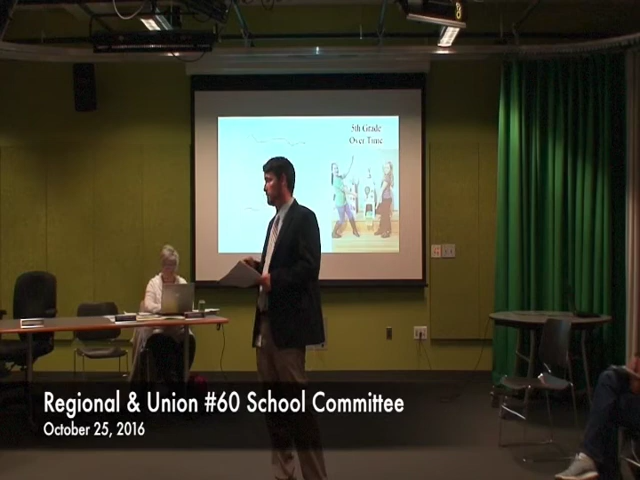 5th Grade
Over Time
Regional & Union #60 School Committee
October 25, 2016